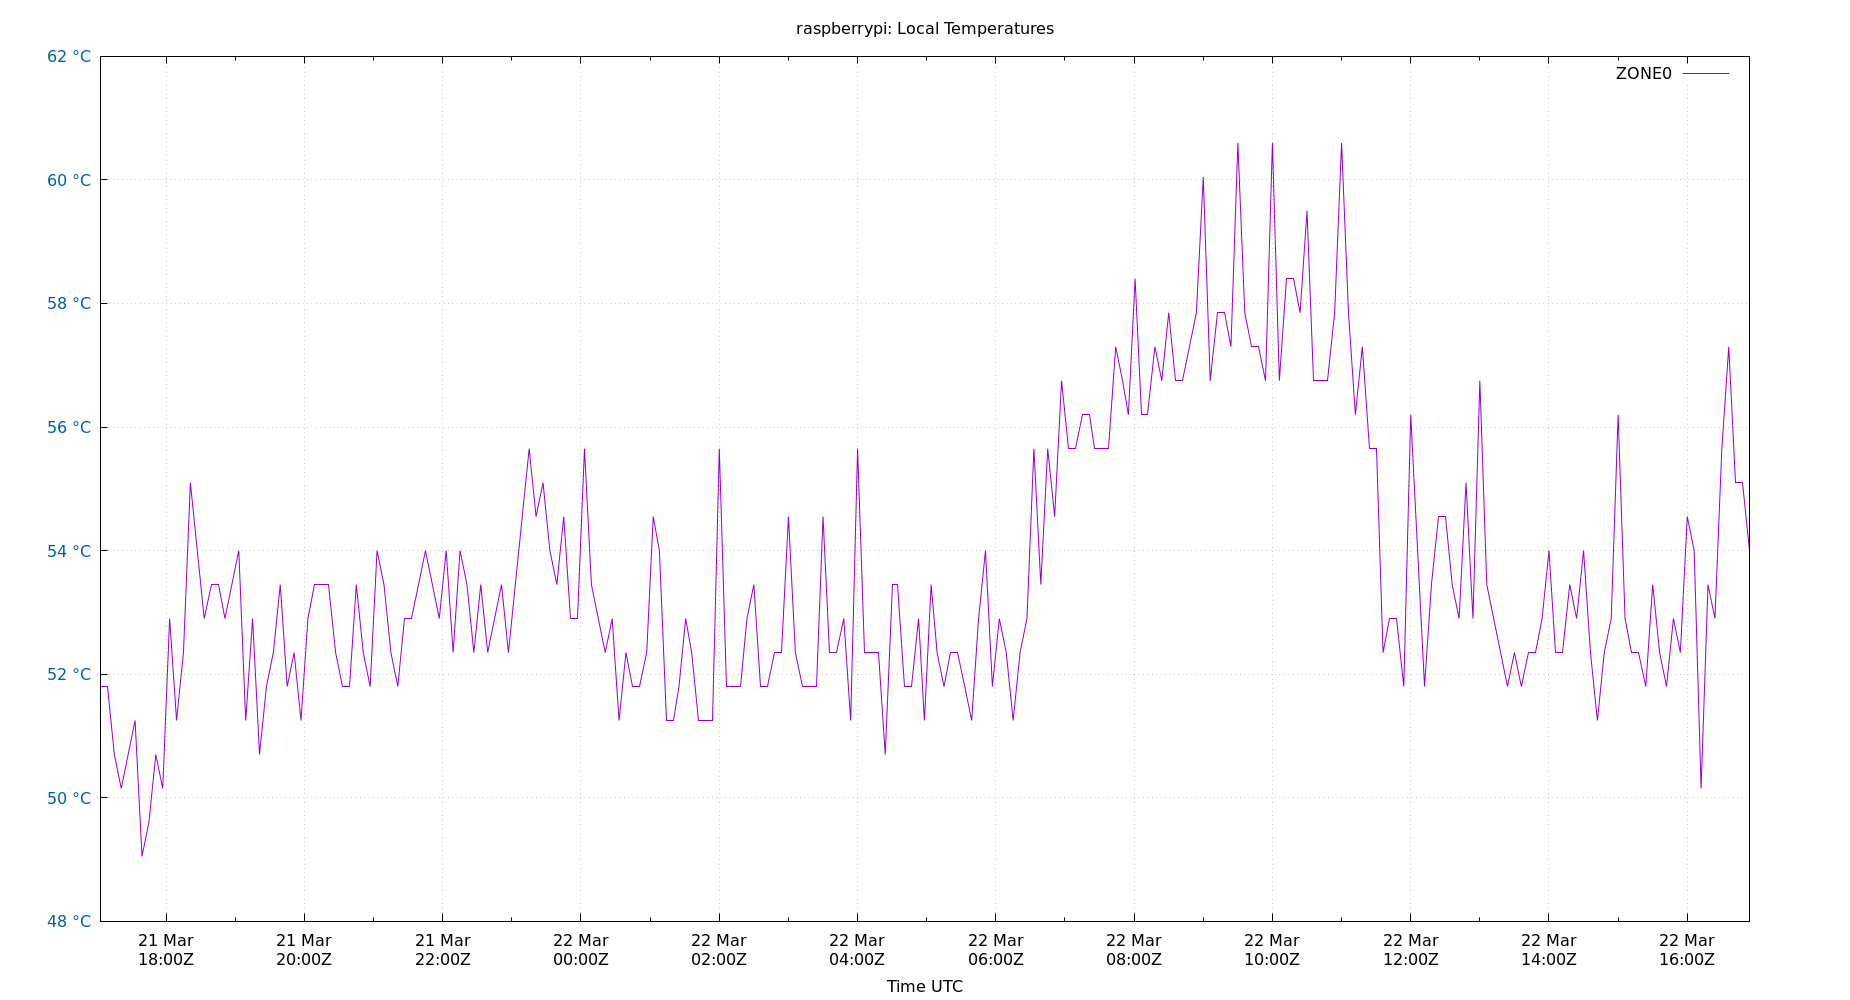 raspberrypi: Local Temperatures
ZONE0
62 °C
60 °C
58 °C
56 °C
54 °C
52 °C
50 °C
48 °C
21 Mar 21 Mar 21 Mar 22 Mar 22 Mar 22 Mar 22 Mar 22 Mar 22 Mar 22 Mar 22 Mar 22 Mar
18:00Z 20:00Z 22:00Z 00:00Z 02:00Z 04:00Z 06:00Z 08:00Z 10:00Z 12:00Z 14:00Z 16:00Z
Time UTC